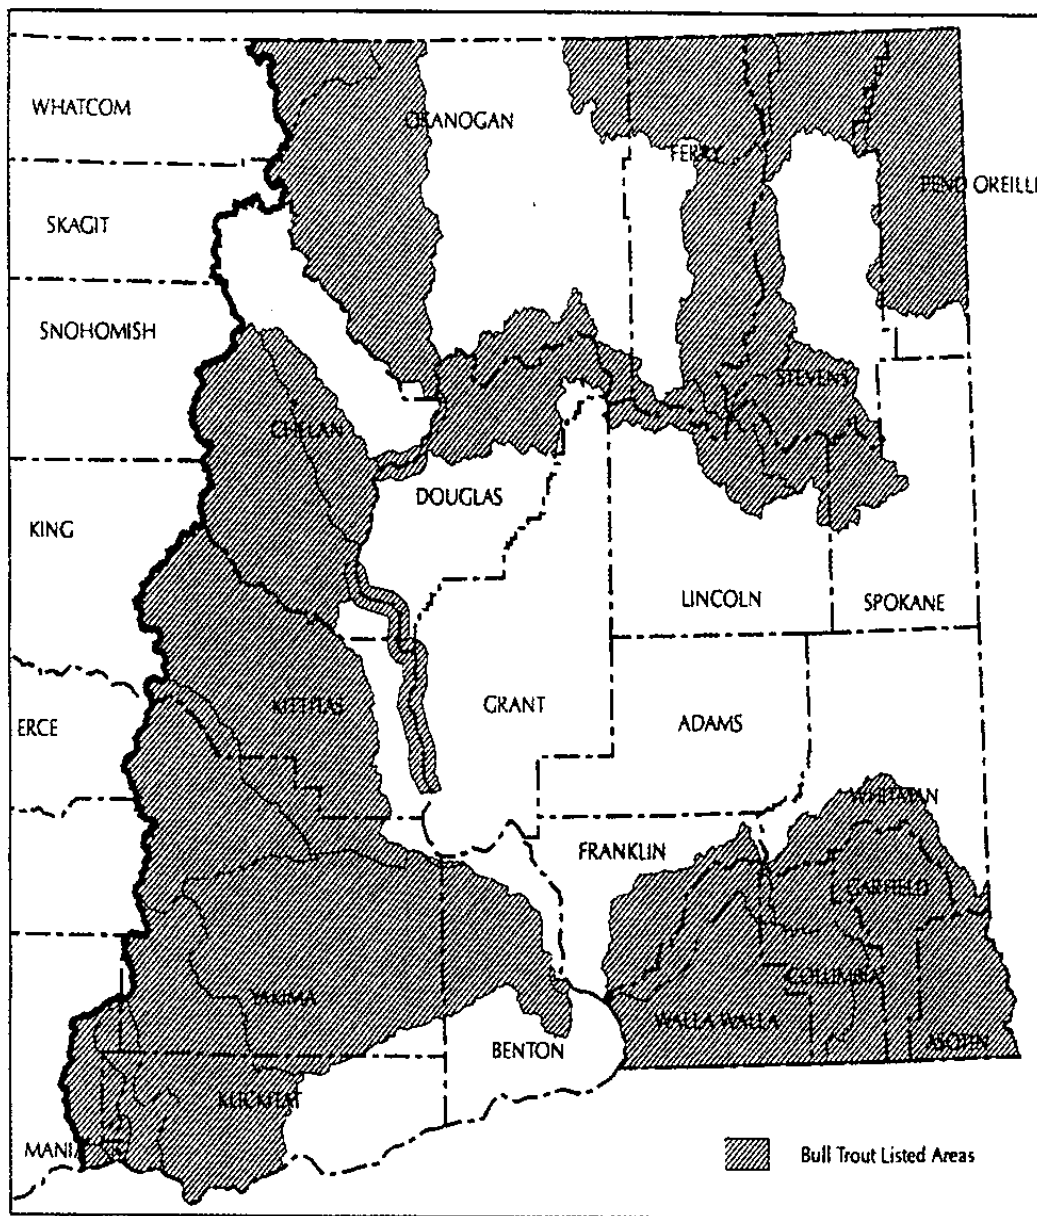 WHATCOM
OKANOGAN
FERRY
PEND OREILLE
SKAGIT
SNOHOMISH
STEVENS
CHELAN
DOUGLAS
KING
LINCOLN
SPOKANE
KITTITAS
GRANT
ERCE
ADAMS
WHITMAN
FRANKLIN
GARFIELD
COLUMBIA
YAKIMA
WALLA WALLA
BENTON
ASOTIN
KLICKITAT
MANIA
Bull Trout Listed Areas